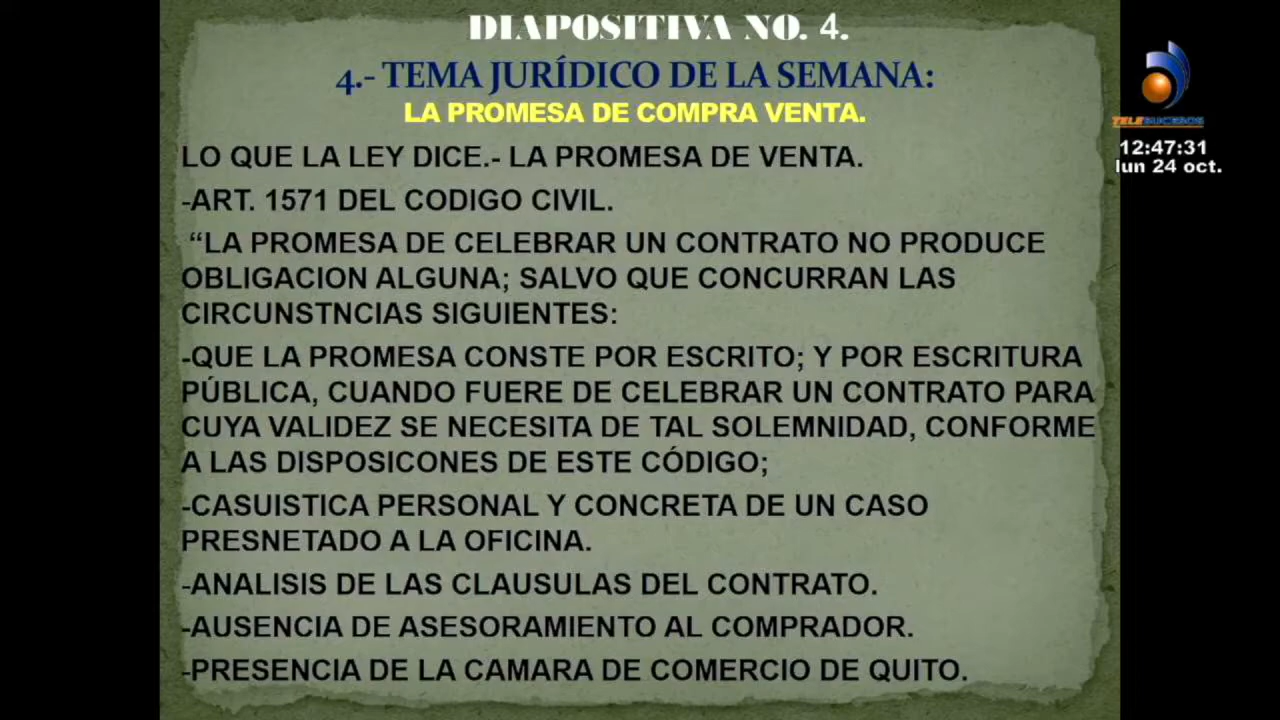 DIAPOSITIVA NO. 4.
4.- TEMA JURÍDICO DE LA SEMANA:
LA PROMESA DE COMPRA VENTA.
LO QUE LA LEY DICE.- LA PROMESA DE VENTA.
-ART. 1571 DEL CODIGO CIVIL.
“LA PROMESA DE CELEBRAR UN CONTRATO NO PRODUCE
OBLIGACION ALGUNA; SALVO QUE CONCURRAN LAS
CIRCUNSTNCIAS SIGUIENTES:
-QUE LA PROMESA CONSTE POR ESCRITO; Y POR ESCRITURA
PÚBLICA, CUANDO FUERE DE CELEBRAR UN CONTRATO PARA
CUYA VALIDEZ SE NECESITA DE TAL SOLEMNIDAD, CONFORME
A LAS DISPOSICONES DE ESTE CÓDIGO;
-CASUISTICA PERSONAL Y CONCRETA DE UN CASO
PRESNETADO A LA OFICINA.
-ANALISIS DE LAS CLAUSULAS DEL CONTRATO.
-AUSENCIA DE ASESORAMIENTO AL COMPRADOR.
-PRESENCIA DE LA CAMARA DE COMERCIO DE QUITO.
TELESUCESOS
12:47:31
lun 24 oct.